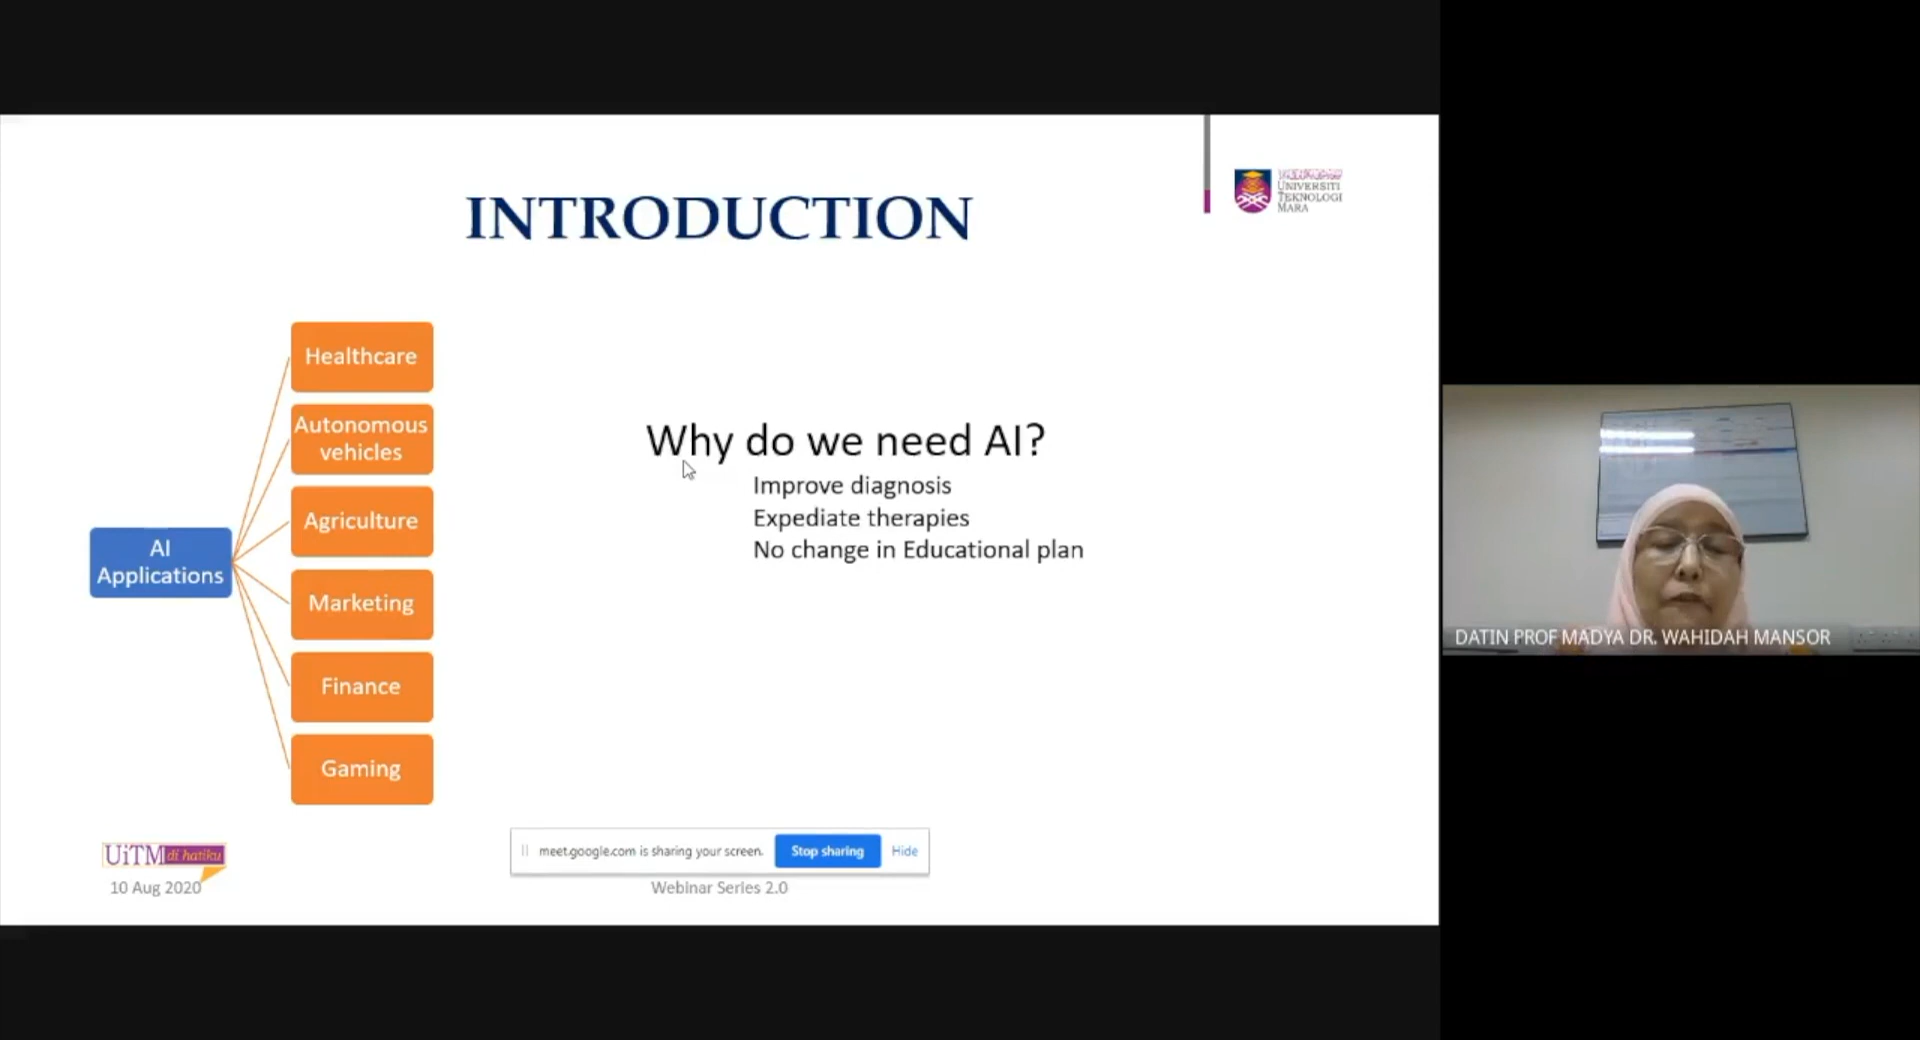 INTRODUCTION
UNIVERSITI
TEKNOLOGI
MARA
AI
Applications
Healthcare
Autonomous
vehicles
Agriculture
Marketing
Finance
Gaming
Why do we need AI?
Improve diagnosis
Expediate therapies
No change in Educational plan
DATIN PROF MADYA DR. WAHIDAH MANSOR
UiTM di hatiku
10 Aug 2020
meet.google.com is sharing your screen.
Stop sharing
Hide
Webinar Series 2.0